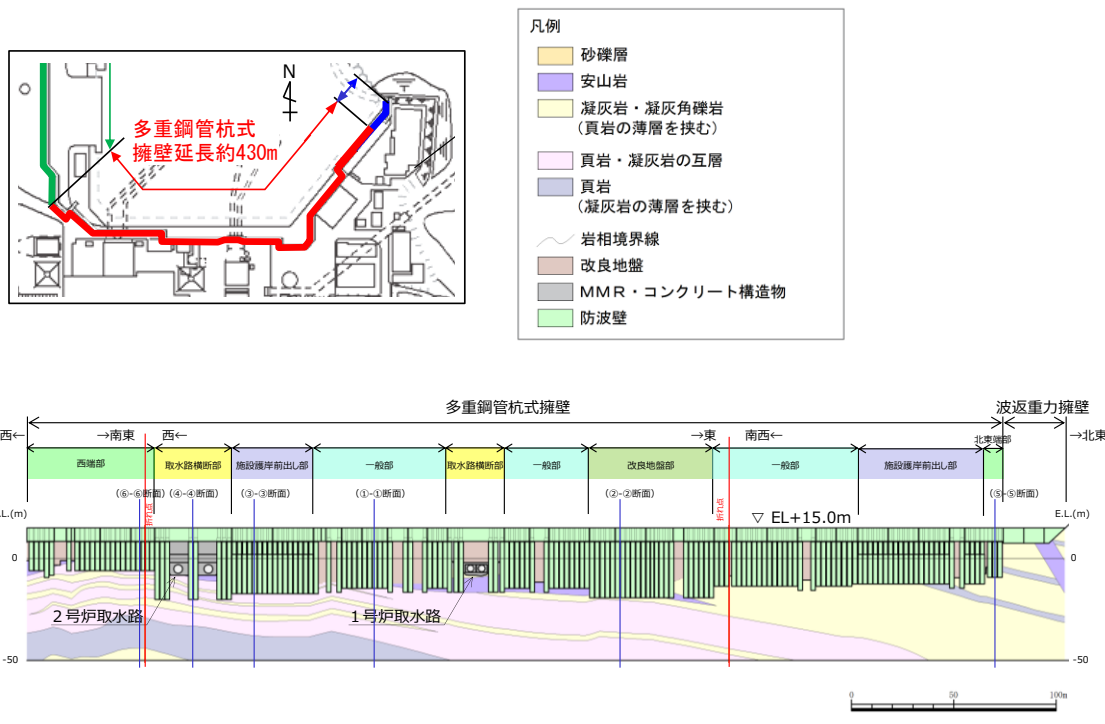 N
多重鋼管杭式
擁壁延長約430m
凡例
砂礫層
安山岩
凝灰岩・凝灰角礫岩
(頁岩の薄層を挟む)
頁岩・凝灰岩の互層
頁岩
(凝灰岩の薄層を挟む)
岩相境界線
改良地盤
MMR・コンクリート構造物
防波壁
多重鋼管杭式擁壁 波返重力擁壁
西← →南東 西← →東 南西← 北東端部 →北東
西端部 取水路横断部 施設護岸前出し部 一般部 取水路横断部 一般部 改良地盤部 一般部 施設護岸前出し部
(⑥-⑥断面) (④-④断面) (③-③断面) (①-①断面) (②-②断面) (⑤-⑤断面)
折れ点 折れ点
.L.(m) ▽ EL+15.0m E.L.(m)
0 0
2号炉取水路 1号炉取水路
-50 -50
0 50 100m